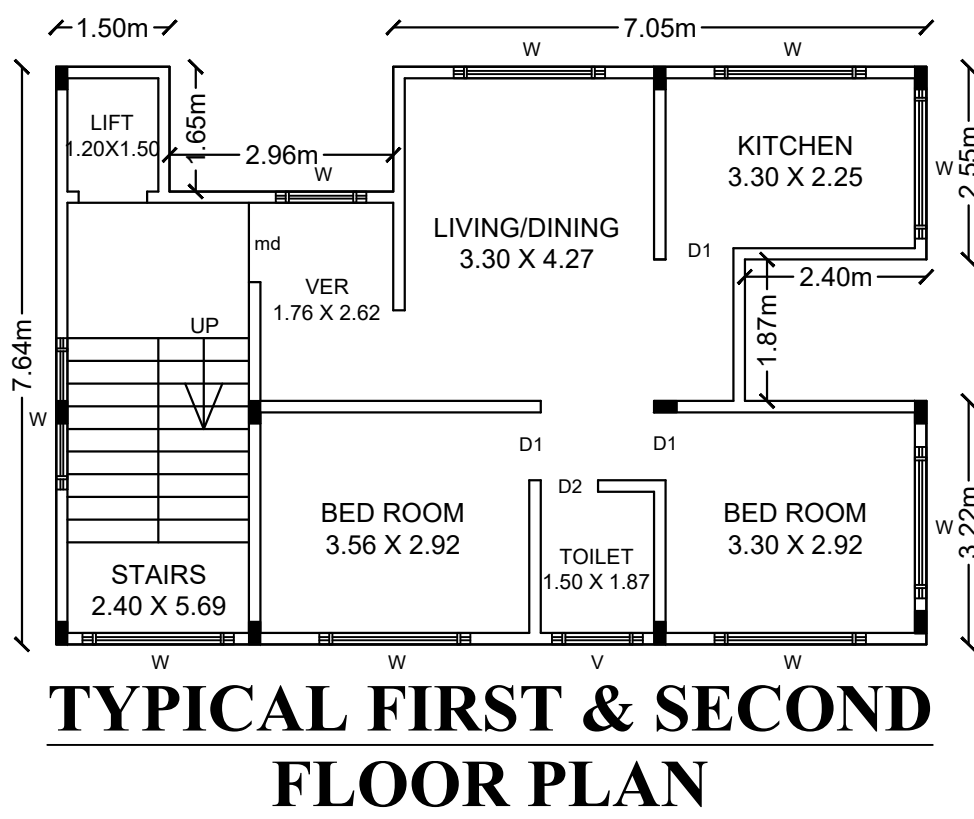 1.50m
7.05m
W
W
LIFT
1.20X1.50
1.65m
2.96m
W
KITCHEN
3.30 X 2.25
W
2.55m
LIVING/DINING
3.30 X 4.27
md
D1
VER
1.76 X 2.62
2.40m
1.87m
UP
7.64m
W
D1
D1
D2
BED ROOM
3.56 X 2.92
BED ROOM
3.30 X 2.92
W
3.22m
TOILET
1.50 X 1.87
STAIRS
2.40 X 5.69
W
W
V
W
TYPICAL FIRST & SECOND
FLOOR PLAN